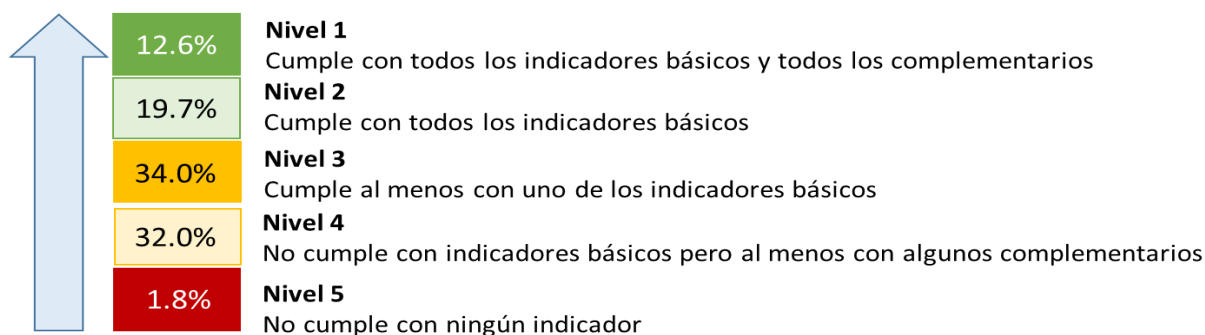 12.6%
Nivel 1
Cumple con todos los indicadores básicos y todos los complementarios
19.7%
Nivel 2
Cumple con todos los indicadores básicos
34.0%
Nivel 3
Cumple al menos con uno de los indicadores básicos
32.0%
Nivel 4
No cumple con indicadores básicos pero al menos con algunos complementarios
1.8%
Nivel 5
No cumple con ningún indicador